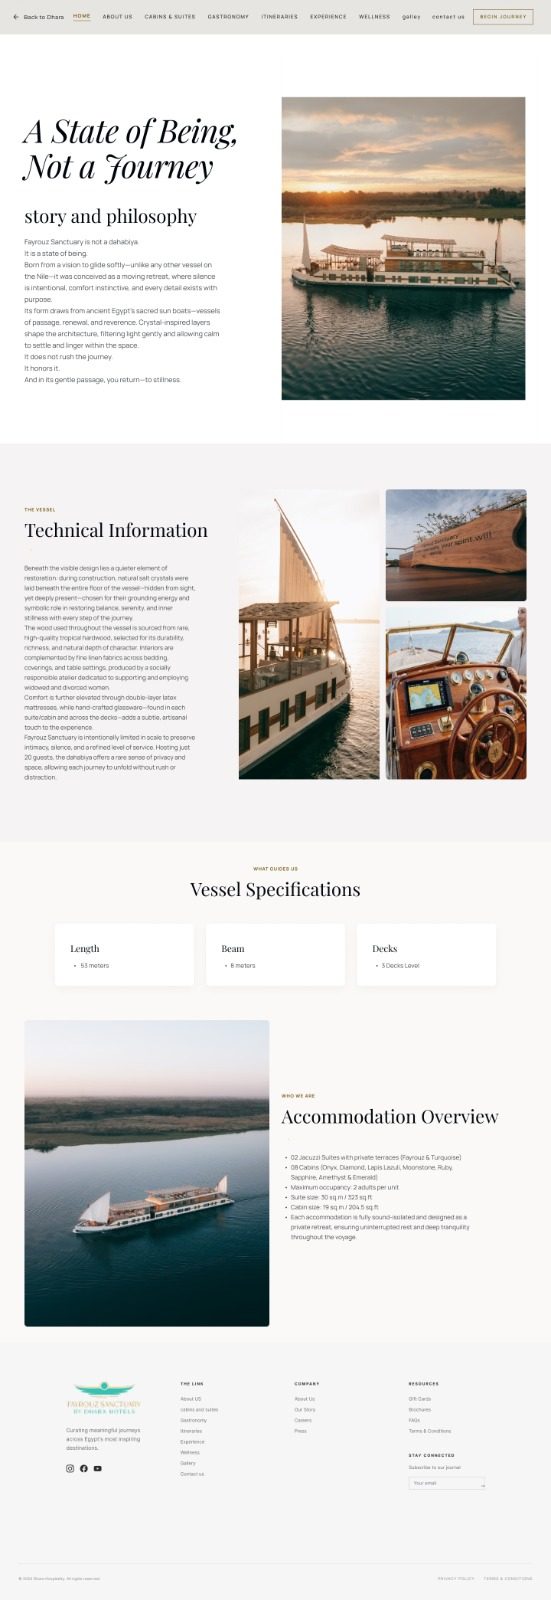 Back to Dhara
HOME
ABOUT US
CABINS & SUITES
GASTRONOMY
ITINERARIES
EXPERIENCE
WELLNESS
galley
contact us
BEGIN JOURNEY
A State of Being,
Not a Journey
story and philosophy
Fayrouz Sanctuary is not a dahabiya.
It is a state of being.
Born from a vision to glide softly—unlike any other vessel on
the Nile—it was conceived as a moving retreat, where silence
is intentional, comfort instinctive, and every detail exists with
purpose.
Its form draws from ancient Egypt's sacred sun boats—vessels
of passage, renewal, and reverence. Crystal-inspired layers
shape the architecture, filtering light gently and allowing calm
to settle and linger within the space.
It does not rush the journey.
It honors it.
And in its gentle passage, you return—to stillness.
THE VESSEL
Technical Information
Beneath the visible design lies a quieter element of
restoration: during construction, natural salt crystals were
laid beneath the entire floor of the vessel—hidden from sight,
yet deeply present—chosen for their grounding energy and
symbolic role in restoring balance, serenity, and inner
stillness with every step of the journey.
The wood used throughout the vessel is sourced from rare,
high-quality tropical hardwood, selected for its durability,
richness, and natural depth of character. Interiors are
complemented by fine linen fabrics across bedding,
coverings, and table settings, produced by a socially
responsible atelier dedicated to supporting and employing
widowed and divorced women.
Comfort is further elevated through double-layer latex
mattresses, while hand-crafted glassware—found in each
suite/cabin and across the decks—adds a subtle, artisanal
touch to the experience.
Fayrouz Sanctuary is intentionally limited in scale to preserve
intimacy, silence, and a refined level of service. Hosting just
20 guests, the dahabiya offers a rare sense of privacy and
space, allowing each journey to unfold without rush or
distraction.
your spirit will
WHAT GUIDES US
Vessel Specifications
Length
• 53 meters
Beam
• 8 meters
Decks
• 3 Decks Level
WHO WE ARE
Accommodation Overview
• 02 Jacuzzi Suites with private terraces (Fayrouz & Turquoise)
• 08 Cabins (Onyx, Diamond, Lapis Lazuli, Moonstone, Ruby,
Sapphire, Amethyst & Emerald)
• Maximum occupancy: 2 adults per unit
• Suite size: 30 sq m / 323 sq ft
• Cabin size: 19 sq m / 204.5 sq ft
• Each accommodation is fully sound-isolated and designed as a
private retreat, ensuring uninterrupted rest and deep tranquility
throughout the voyage.
FAYROUZ SANCTUARY
BY DHARA HOTELS
Curating meaningful journeys
across Egypt's most inspiring
destinations.
THE LINK
About US
cabins and suites
Gastronomy
Itineraries
Experience
Wellness
Gallery
Contact us
COMPANY
About Us
Our Story
Careers
Press
RESOURCES
Gift Cards
Brochures
FAQs
Terms & Conditions
STAY CONNECTED
Subscribe to our journal
Your email
All rights reserved
PRIVACY POLICY
TERMS & CONDITIONS